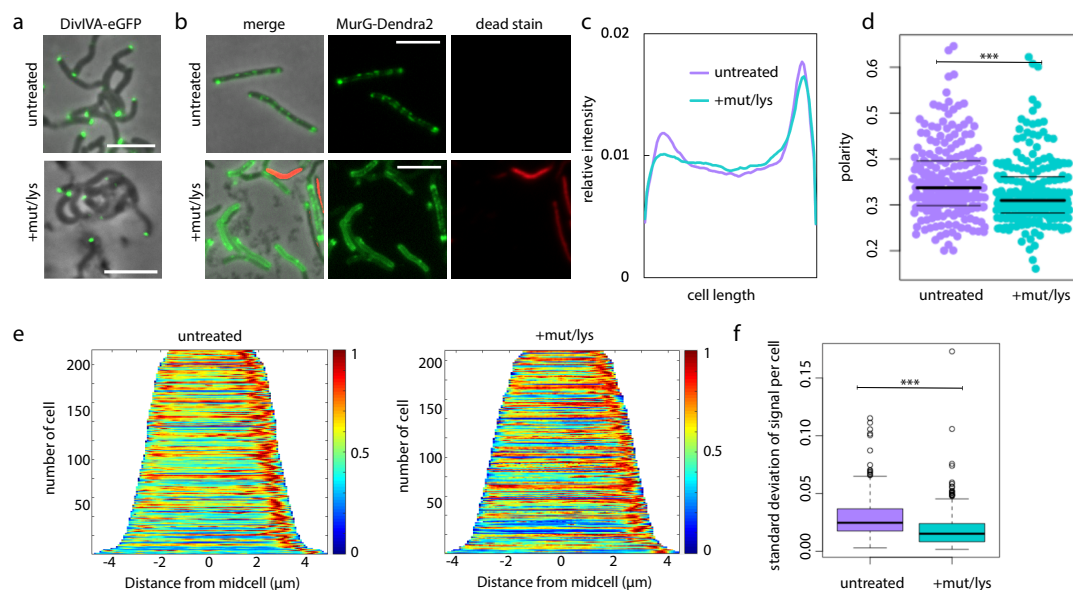 a
DivIVA-eGFP
untreated
+mut/lys
b
merge
MurG-Dendra2
dead stain
untreated
+mut/lys
c
0.02
0.01
0
relative intensity
untreated
+mut/lys
cell length
d
0.6
0.5
0.4
0.3
0.2
polarity
***
untreated
+mut/lys
e
untreated
200
150
100
50
number of cell
-4
-2
0
2
4
Distance from midcell (μm)
1
0.5
0
+mut/lys
200
150
100
50
number of cell
-4
-2
0
2
4
Distance from midcell (μm)
1
0.5
0
f
0.15
0.10
0.05
0.00
standard deviation of signal per cell
***
untreated
+mut/lys